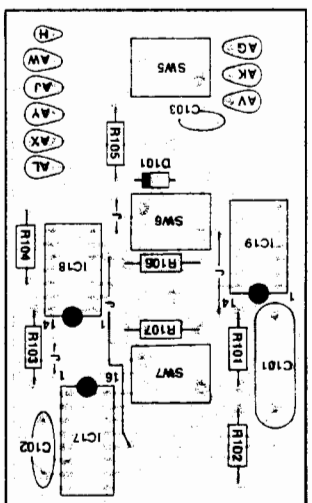 H
AW
AJ
AY
AX
AL
SW5
AG
AK
AV
C103
R105
D101
SW6
J
IC19
R104
IC18
J
R106
J
14
1
14
1
R103
J
R107
R101
C101
SW7
1
16
IC17
C102
R102